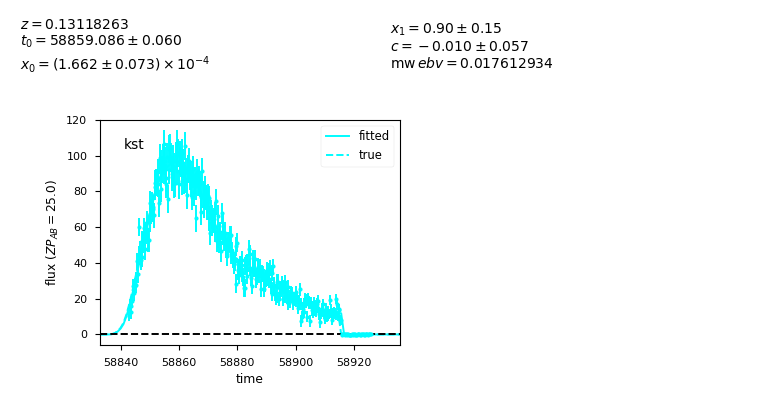 z = 0.13118263
t₀ = 58859.086 ± 0.060
x₀ = (1.662 ± 0.073) × 10⁻⁴
x₁ = 0.90 ± 0.15
c = −0.010 ± 0.057
mw ebv = 0.017612934
kst
fitted
true
flux (ZP_AB = 25.0)
120
100
80
60
40
20
0
58840 58860 58880 58900 58920
time